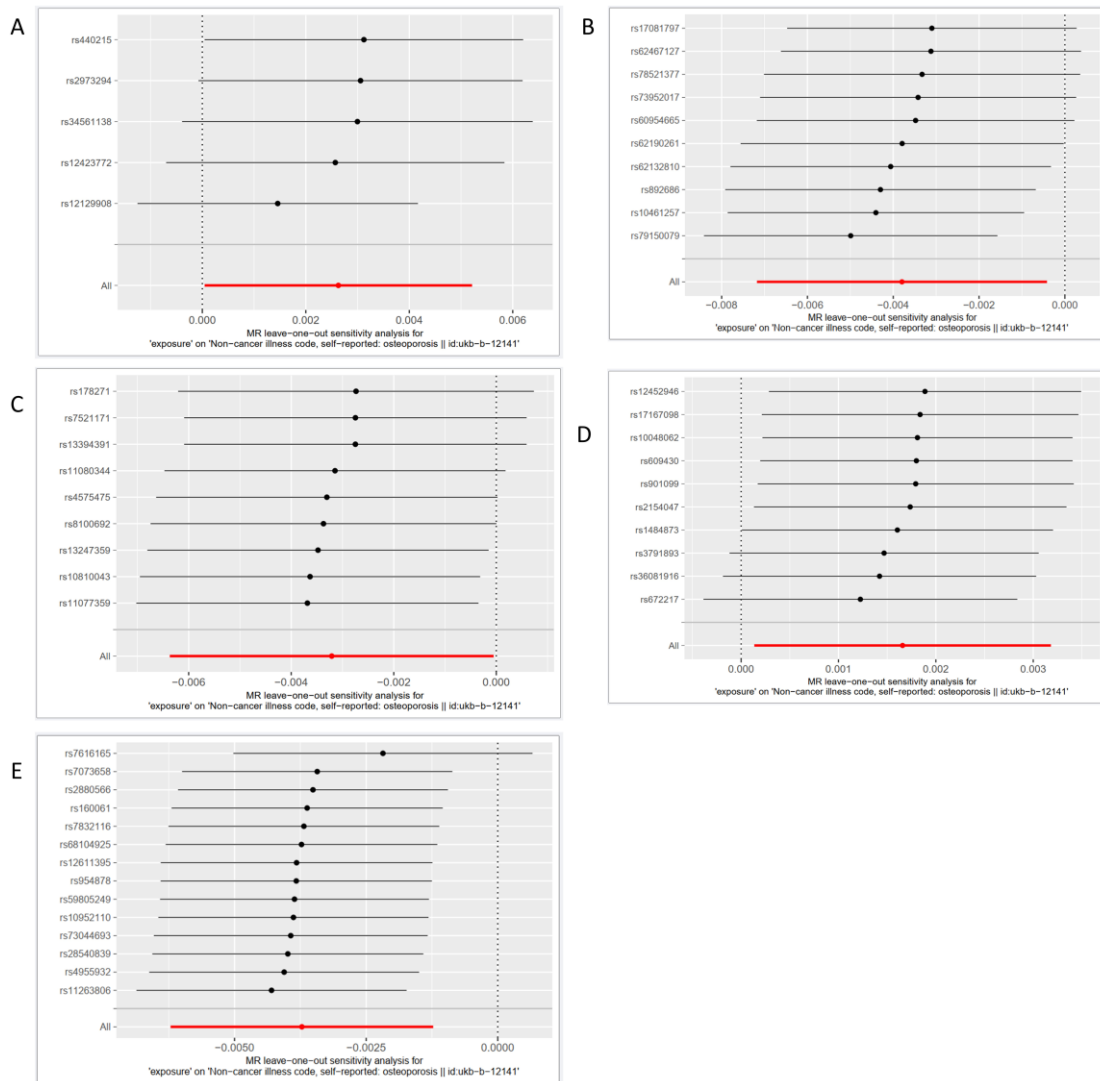 A
rs440215
rs2973294
rs34561138
rs12423772
rs12129908
All
0.000 0.002 0.004 0.006
MR leave−one−out sensitivity analysis for
'exposure' on 'Non−cancer illness code, self−reported: osteoporosis || id:ukb−b−12141'
B
rs17081797
rs62467127
rs78521377
rs73952017
rs60954665
rs62190261
rs62132810
rs892686
rs10461257
rs79150079
All
−0.008 −0.006 −0.004 −0.002 0.000
MR leave−one−out sensitivity analysis for
'exposure' on 'Non−cancer illness code, self−reported: osteoporosis || id:ukb−b−12141'
C
rs178271
rs7521171
rs13394391
rs11080344
rs4575475
rs8100692
rs13247359
rs10810043
rs11077359
All
−0.006 −0.004 −0.002 0.000
MR leave−one−out sensitivity analysis for
'exposure' on 'Non−cancer illness code, self−reported: osteoporosis || id:ukb−b−12141'
D
rs12452946
rs17167098
rs10048062
rs609430
rs901099
rs2154047
rs1484873
rs3791893
rs36081916
rs672217
All
0.000 0.001 0.002 0.003
MR leave−one−out sensitivity analysis for
'exposure' on 'Non−cancer illness code, self−reported: osteoporosis || id:ukb−b−12141'
E
rs7616165
rs7073658
rs2880566
rs160061
rs7832116
rs68104925
rs12611395
rs954878
rs59805249
rs10952110
rs73044693
rs28540839
rs4955932
rs11263806
All
−0.0050 −0.0025 0.0000
MR leave−one−out sensitivity analysis for
'exposure' on 'Non−cancer illness code, self−reported: osteoporosis || id:ukb−b−12141'